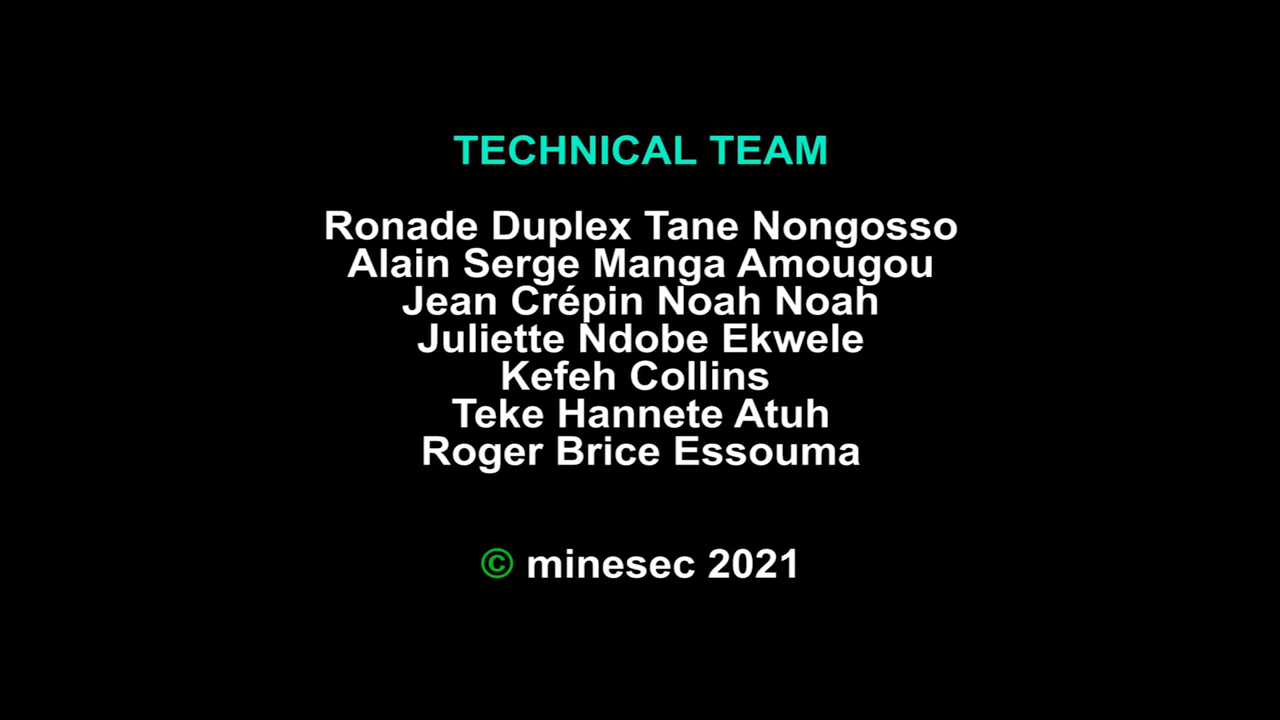 TECHNICAL TEAM
Ronade Duplex Tane Nongosso
Alain Serge Manga Amougou
Jean Crépin Noah Noah
Juliette Ndobe Ekwele
Kefeh Collins
Teke Hannete Atuh
Roger Brice Essouma
© minesec 2021